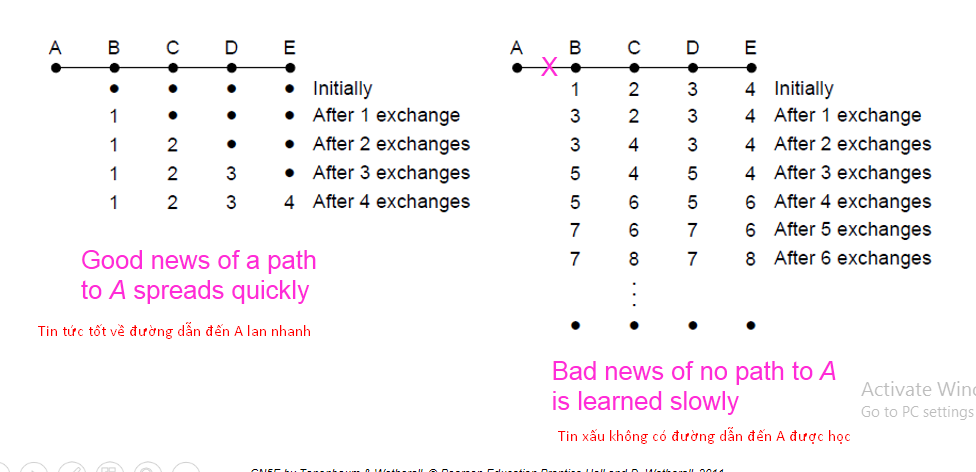 A B C D E
• • • • Initially
1 • • • After 1 exchange
1 2 • • After 2 exchanges
1 2 3 • After 3 exchanges
1 2 3 4 After 4 exchanges
Good news of a path
to A spreads quickly
Tin tức tốt về đường dẫn đến A lan nhanh
A X B C D E
1 2 3 4 Initially
3 2 3 4 After 1 exchange
3 4 3 4 After 2 exchanges
5 4 5 4 After 3 exchanges
5 6 5 6 After 4 exchanges
7 6 7 6 After 5 exchanges
7 8 7 8 After 6 exchanges
⋮
• • • •
Bad news of no path to A
is learned slowly
Tin xấu không có đường dẫn đến A được học
Activate Win
Go to PC settings
CN5E by Tanenbaum & Wetherall, © Pearson Education-Prentice Hall and D. Wetherall, 2011